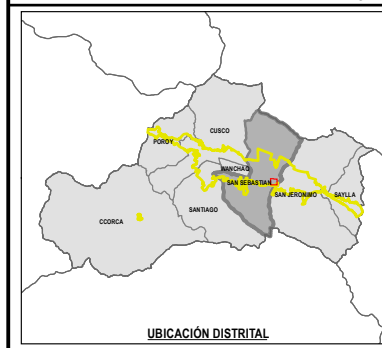 CUSCO
POROY
WANCHAQ
SAN SEBASTIAN
SAN JERONIMO
SAYLLA
SANTIAGO
CCORCA
UBICACIÓN DISTRITAL